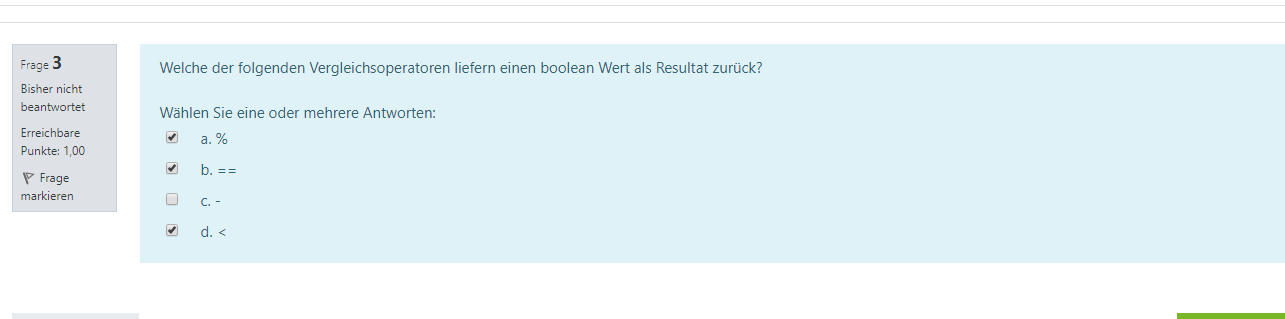 Frage 3
Bisher nicht
beantwortet
Erreichbare
Punkte: 1,00
Frage
markieren
Welche der folgenden Vergleichsoperatoren liefern einen boolean Wert als Resultat zurück?
Wählen Sie eine oder mehrere Antworten:
a. %
b. ==
c. -
d. <